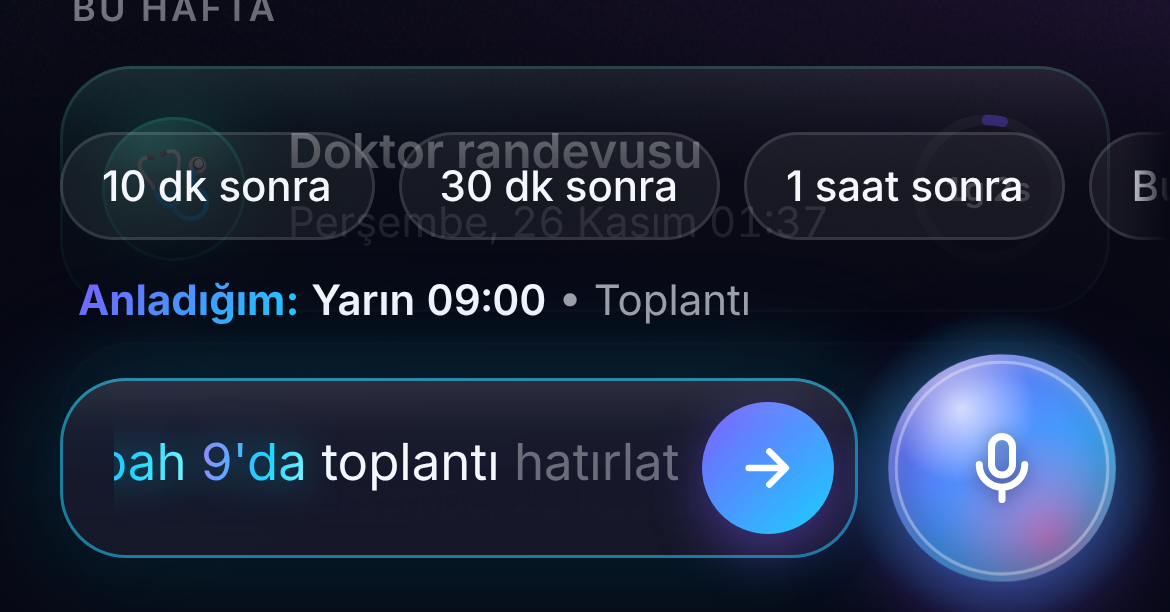 BU HAFTA
Doktor randevusu
10 dk sonra
30 dk sonra
1 saat sonra
Perşembe, 26 Kasım 01:37
Anladığım: Yarın 09:00 • Toplantı
bah 9'da toplantı hatırlat